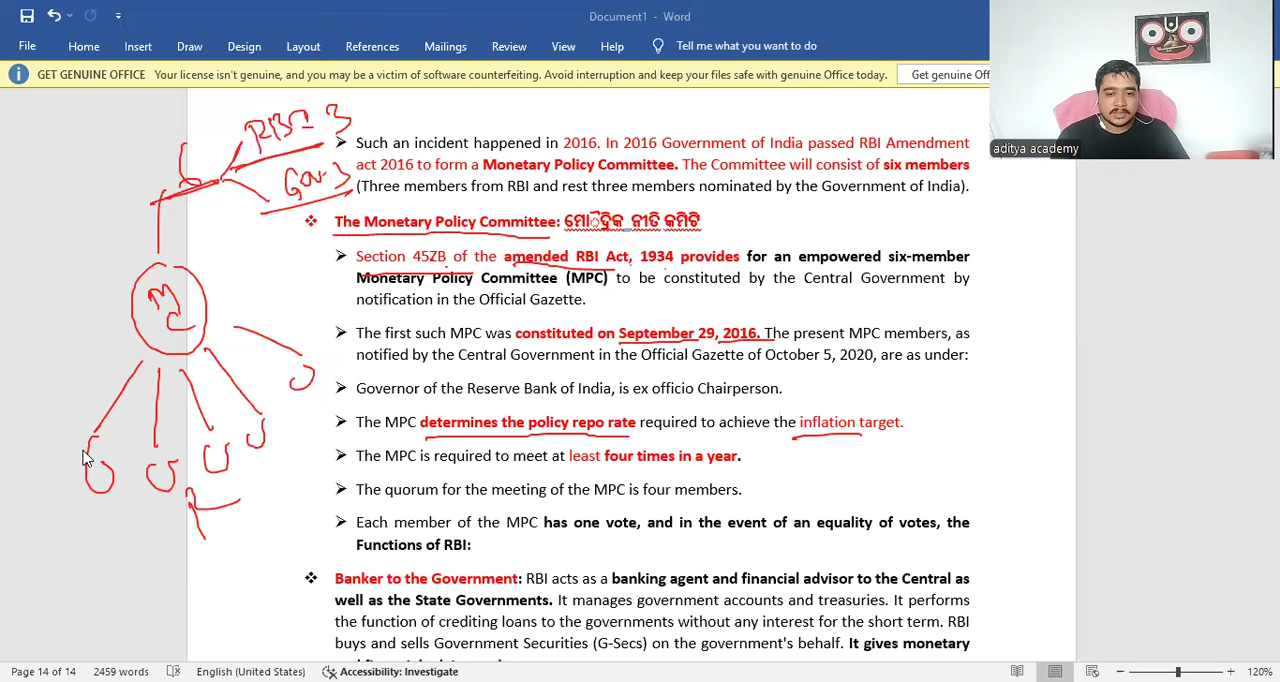 Document1 - Word
File Home Insert Draw Design Layout References Mailings Review View Help Tell me what you want to do
GET GENUINE OFFICE Your license isn't genuine, and you may be a victim of software counterfeiting. Avoid interruption and keep your files safe with genuine Office today. Get genuine Off
aditya academy
RBI 3
Gov 3
6
MC
➤ Such an incident happened in 2016. In 2016 Government of India passed RBI Amendment
act 2016 to form a Monetary Policy Committee. The Committee will consist of six members
(Three members from RBI and rest three members nominated by the Government of India).
❖ The Monetary Policy Committee: ମୌଦ୍ରିକ ନୀତି କମିଟି
➤ Section 45ZB of the amended RBI Act, 1934 provides for an empowered six-member
Monetary Policy Committee (MPC) to be constituted by the Central Government by
notification in the Official Gazette.
➤ The first such MPC was constituted on September 29, 2016. The present MPC members, as
notified by the Central Government in the Official Gazette of October 5, 2020, are as under:
➤ Governor of the Reserve Bank of India, is ex officio Chairperson.
➤ The MPC determines the policy repo rate required to achieve the inflation target.
➤ The MPC is required to meet at least four times in a year.
➤ The quorum for the meeting of the MPC is four members.
➤ Each member of the MPC has one vote, and in the event of an equality of votes, the
Functions of RBI:
❖ Banker to the Government: RBI acts as a banking agent and financial advisor to the Central as
well as the State Governments. It manages government accounts and treasuries. It performs
the function of crediting loans to the governments without any interest for the short term. RBI
buys and sells Government Securities (G-Secs) on the government's behalf. It gives monetary
Page 14 of 14 2459 words English (United States) Accessibility: Investigate 120%